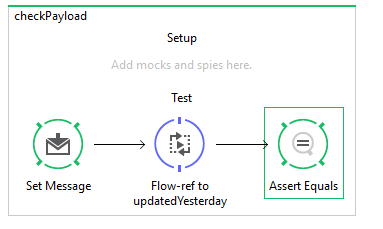 checkPayload
Setup
Add mocks and spies here.
Test
Set Message
Flow-ref to
updatedYesterday
Assert Equals